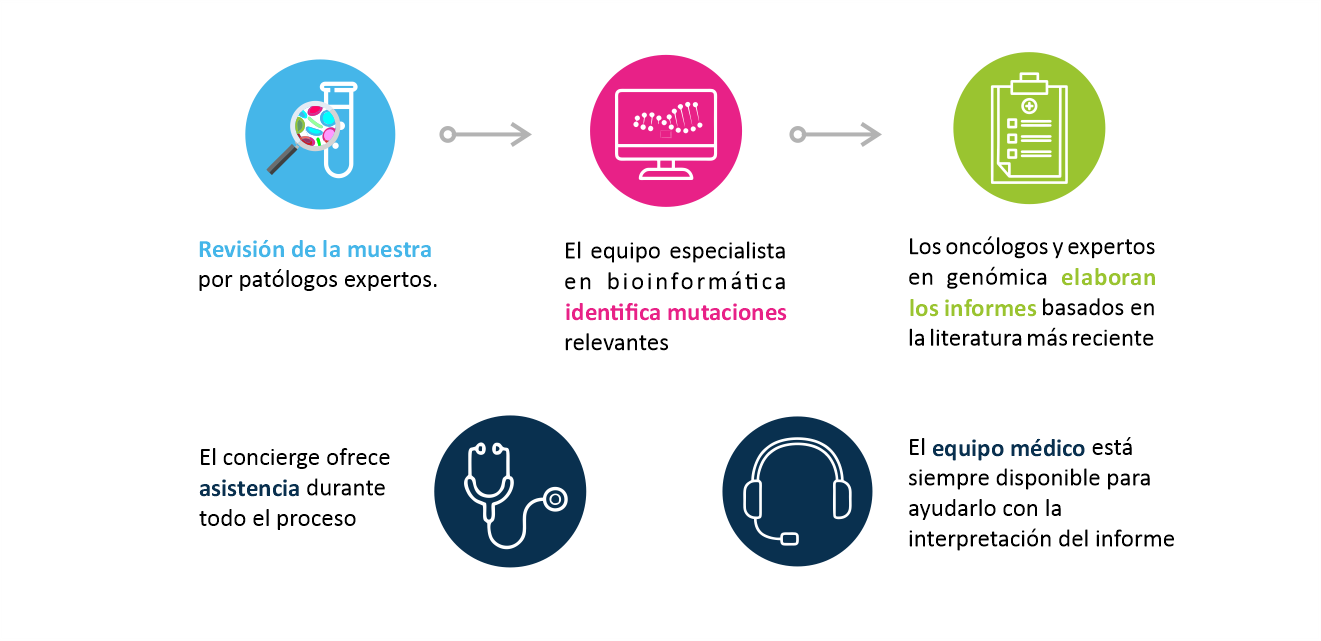 Revisión de la muestra
por patólogos expertos.
El equipo especialista
en bioinformática
identifica mutaciones
relevantes
Los oncólogos y expertos
en genómica elaboran
los informes basados en
la literatura más reciente
El concierge ofrece
asistencia durante
todo el proceso
El equipo médico está
siempre disponible para
ayudarlo con la
interpretación del informe